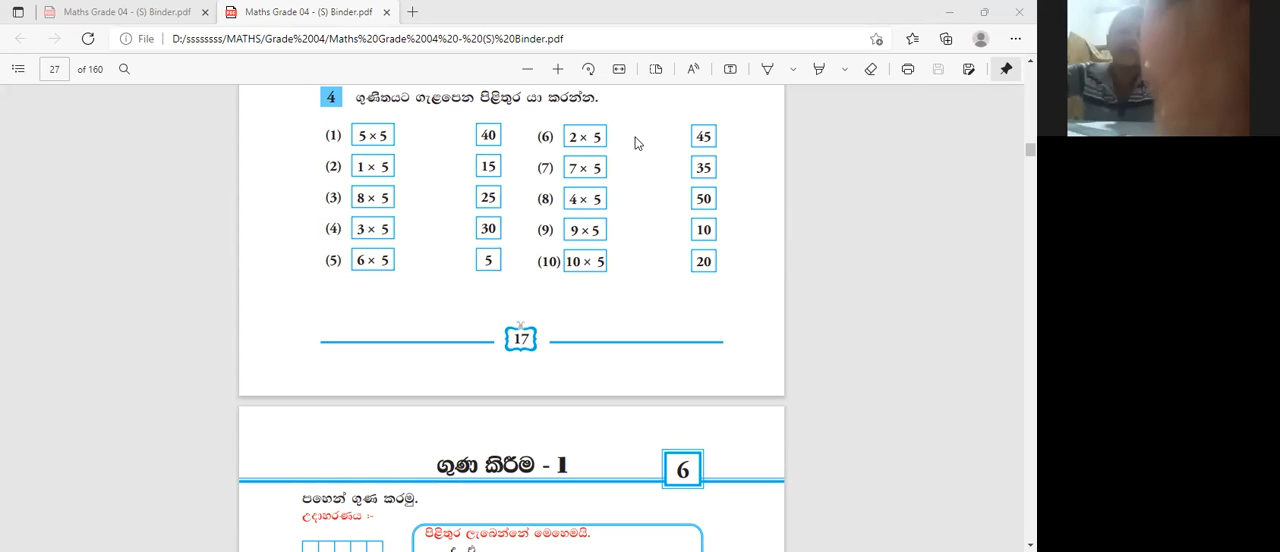 Maths Grade 04 - (S) Binder.pdf
Maths Grade 04 - (S) Binder.pdf
File D:/ssssssss/MATHS/Grade%2004/Maths%20Grade%2004%20-%20(S)%20Binder.pdf
27 of 160
4 ගුණිතයට ගැළපෙන පිළිතුර යා කරන්න.
(1) 5 × 5 40 (6) 2 × 5 45
(2) 1 × 5 15 (7) 7 × 5 35
(3) 8 × 5 25 (8) 4 × 5 50
(4) 3 × 5 30 (9) 9 × 5 10
(5) 6 × 5 5 (10) 10 × 5 20
17
ගුණ කිරීම - 1 6
පහෙන් ගුණ කරමු.
උදාහරණය :-
පිළිතුර ලැබෙන්නේ මෙහෙමයි.